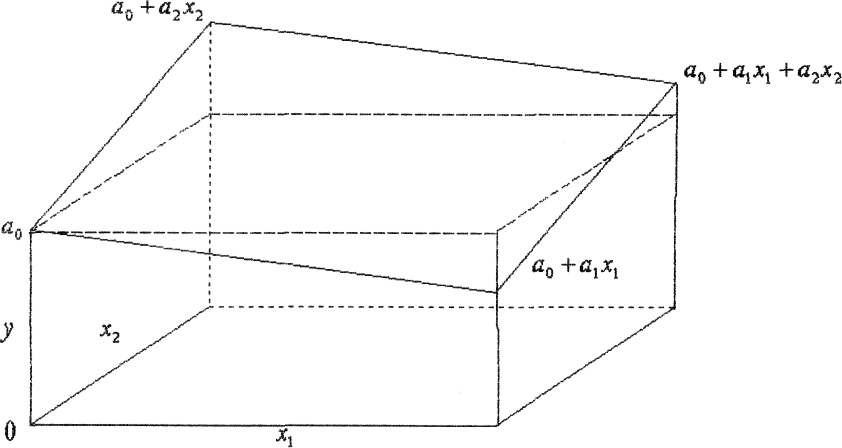 a₀ + a₂x₂
a₀ + a₁x₁ + a₂x₂
a₀
a₀ + a₁x₁
y
x₂
0
x₁